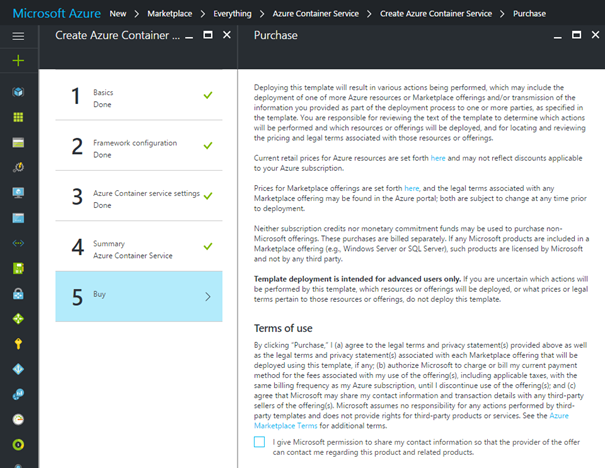 Microsoft Azure New > Marketplace > Everything > Azure Container Service > Create Azure Container Service > Purchase
Create Azure Container ...
Purchase
1 Basics
Done
2 Framework configuration
Done
3 Azure Container service settings
Done
4 Summary
Azure Container Service
5 Buy
Deploying this template will result in various actions being performed, which may include the
deployment of one of more Azure resources or Marketplace offerings and/or transmission of the
information you provided as part of the deployment process to one or more parties, as specified in
the template. You are responsible for reviewing the text of the template to determine which actions
will be performed and which resources or offerings will be deployed, and for locating and reviewing
the pricing and legal terms associated with those resources or offerings.
Current retail prices for Azure resources are set forth here and may not reflect discounts applicable
to your Azure subscription.
Prices for Marketplace offerings are set forth here, and the legal terms associated with any
Marketplace offering may be found in the Azure portal; both are subject to change at any time prior
to deployment.
Neither subscription credits nor monetary commitment funds may be used to purchase non-
Microsoft offerings. These purchases are billed separately. If any Microsoft products are included in a
Marketplace offering (e.g., Windows Server or SQL Server), such products are licensed by Microsoft
and not by any third party.
Template deployment is intended for advanced users only. If you are uncertain which actions will
be performed by this template, which resources or offerings will be deployed, or what prices or legal
terms pertain to those resources or offerings, do not deploy this template.
Terms of use
By clicking "Purchase," I (a) agree to the legal terms and privacy statement(s) provided above as well
as the legal terms and privacy statement(s) associated with each Marketplace offering that will be
deployed using this template, if any; (b) authorize Microsoft to charge or bill my current payment
method for the fees associated with my use of the offering(s), including applicable taxes, with the
same billing frequency as my Azure subscription, until I discontinue use of the offering(s); and (c)
agree that Microsoft may share my contact information and transaction details with any third-party
sellers of the offering(s). Microsoft assumes no responsibility for any actions performed by third-
party templates and does not provide rights for third-party products or services. See the Azure
Marketplace Terms for additional terms.
I give Microsoft permission to share my contact information so that the provider of the offer
can contact me regarding this product and related products.